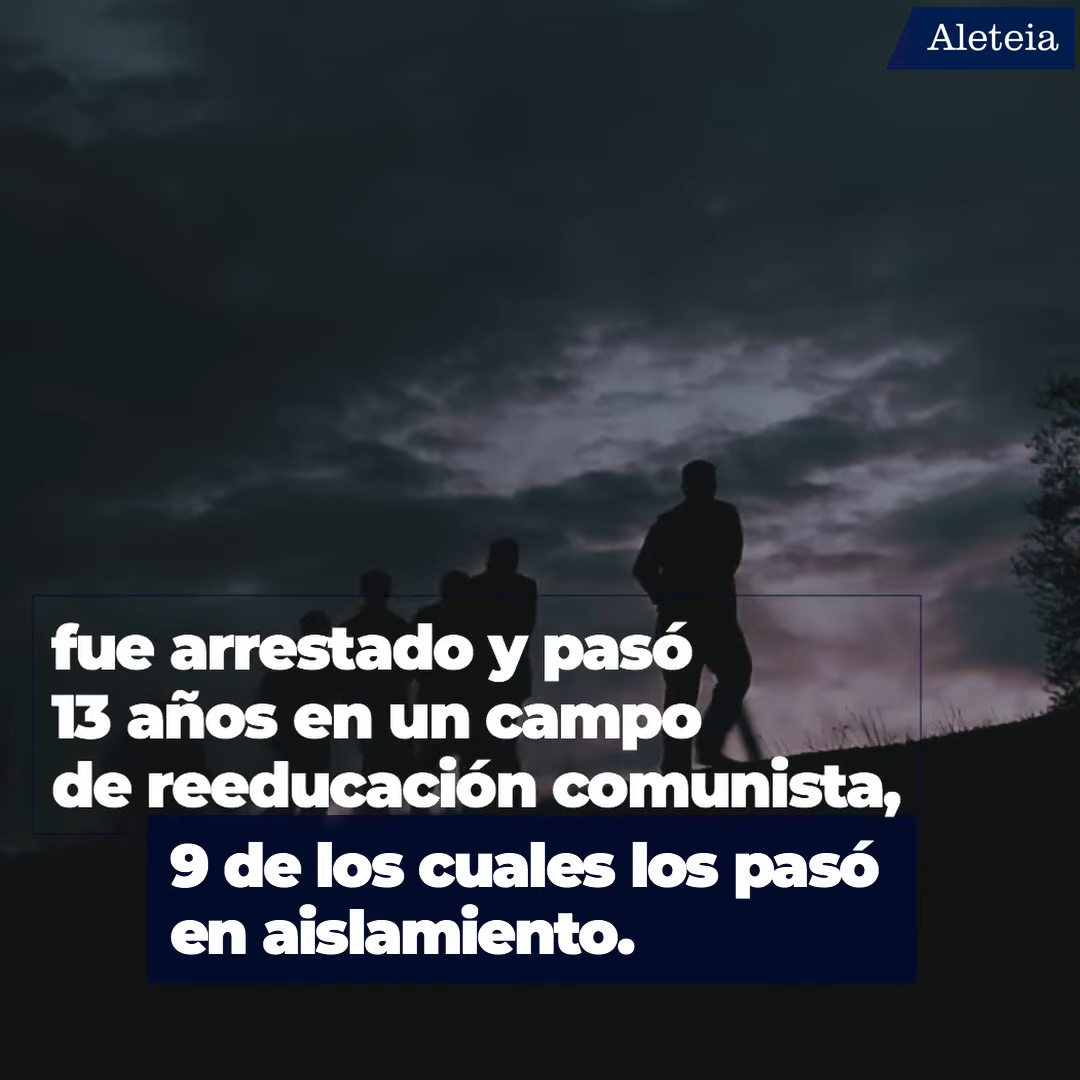 Aleteia
fue arrestado y pasó
13 años en un campo
de reeducación comunista,
9 de los cuales los pasó
en aislamiento.